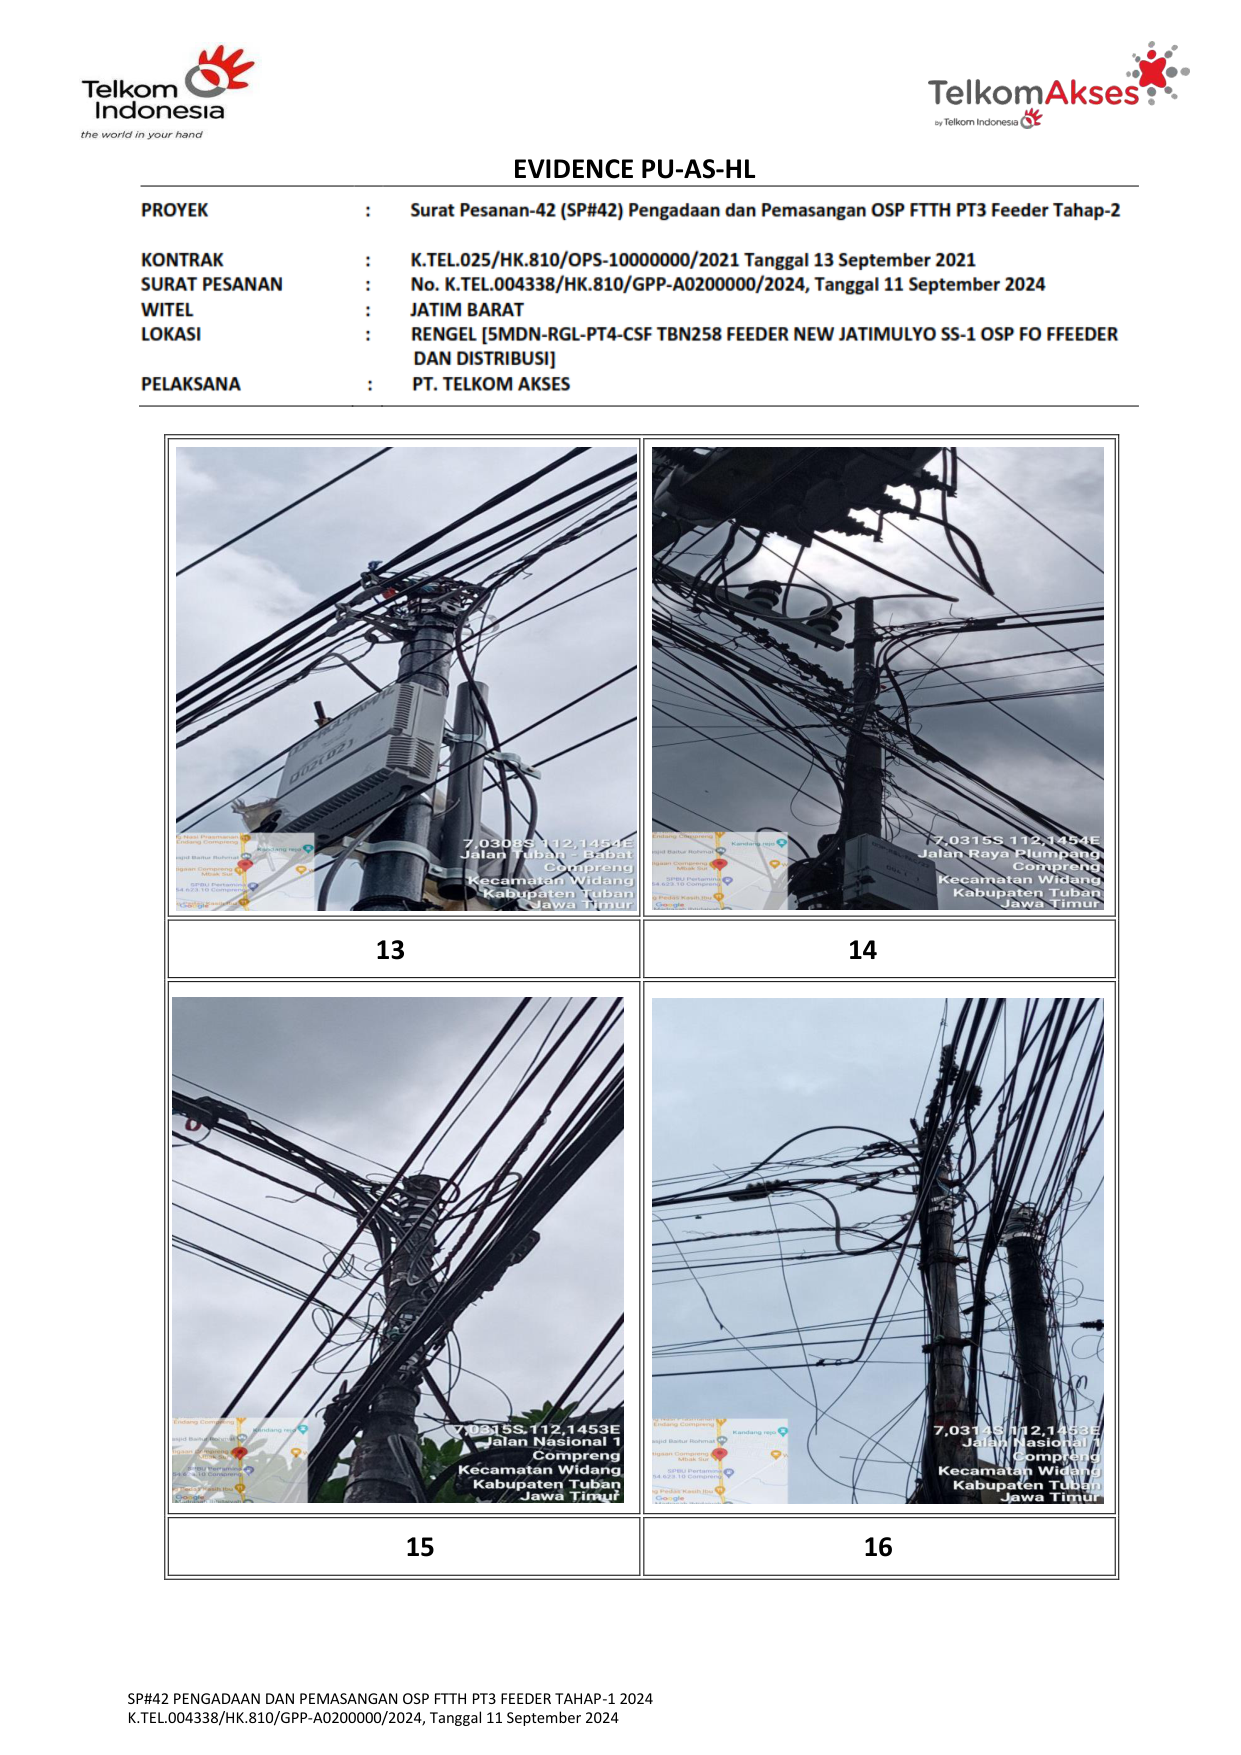 Telkom
Indonesia
the world in your hand
TelkomAkses
by Telkom Indonesia
EVIDENCE PU-AS-HL
PROYEK : Surat Pesanan-42 (SP#42) Pengadaan dan Pemasangan OSP FTTH PT3 Feeder Tahap-2
KONTRAK : K.TEL.025/HK.810/OPS-10000000/2021 Tanggal 13 September 2021
SURAT PESANAN : No. K.TEL.004338/HK.810/GPP-A0200000/2024, Tanggal 11 September 2024
WITEL : JATIM BARAT
LOKASI : RENGEL [5MDN-RGL-PT4-CSF TBN258 FEEDER NEW JATIMULYO SS-1 OSP FO FFEEDER
DAN DISTRIBUSI]
PELAKSANA : PT. TELKOM AKSES
7,0308S 112,1454E
Jalan Tuban - Babat
Compreng
Kecamatan Widang
Kabupaten Tuban
Jawa Timur
7,0315S 112,1454E
Jalan Raya Plumpang
Compreng
Kecamatan Widang
Kabupaten Tuban
Jawa Timur
13
14
7,0315S 112,1453E
Jalan Nasional 1
Compreng
Kecamatan Widang
Kabupaten Tuban
Jawa Timur
7,0314S 112,1453E
Jalan Nasional 1
Compreng
Kecamatan Widang
Kabupaten Tuban
Jawa Timur
15
16
SP#42 PENGADAAN DAN PEMASANGAN OSP FTTH PT3 FEEDER TAHAP-1 2024
K.TEL.004338/HK.810/GPP-A0200000/2024, Tanggal 11 September 2024